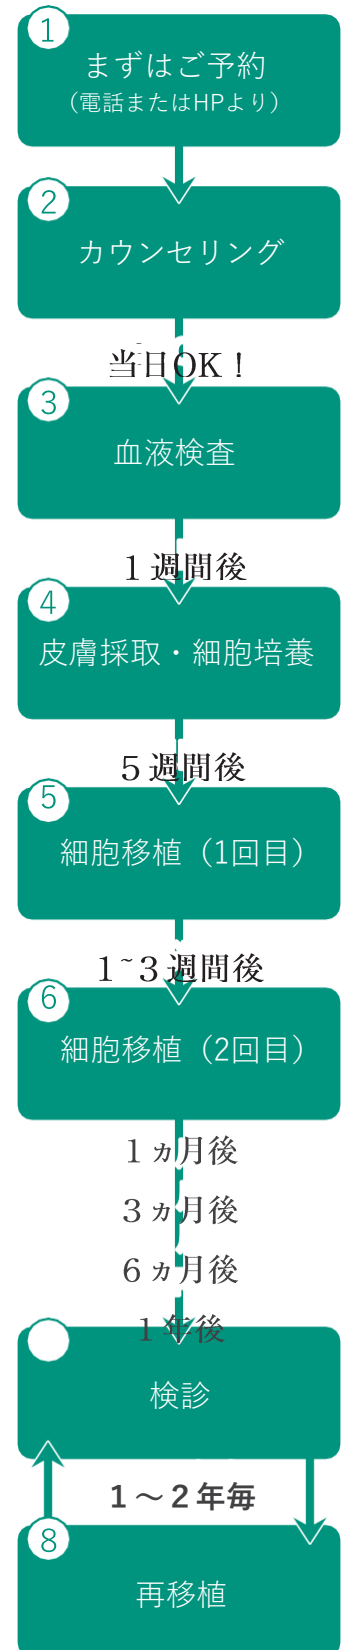 1
まずはご予約
（電話またはHPより）
2
カウンセリング
当日OK！
3
血液検査
１週間後
4
皮膚採取・細胞培養
５週間後
5
細胞移植（1回目）
１~３週間後
6
細胞移植（2回目）
１ヵ月後
３ヵ月後
６ヵ月後
１年後
検診
１～２年毎
8
再移植